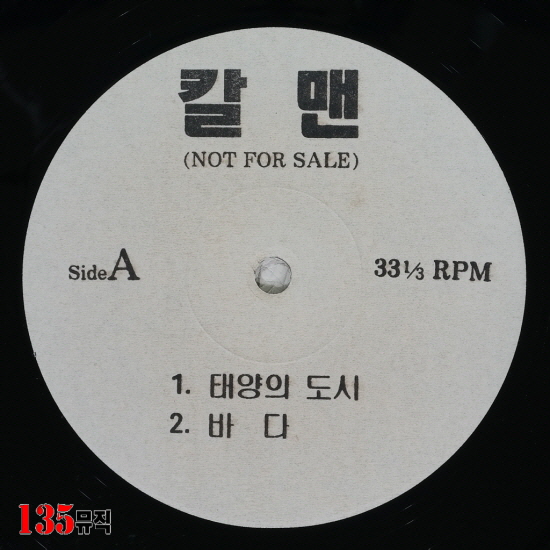 칼 맨
(NOT FOR SALE)
Side A
33⅓ RPM
1. 태양의 도시
2. 바 다
135뮤직